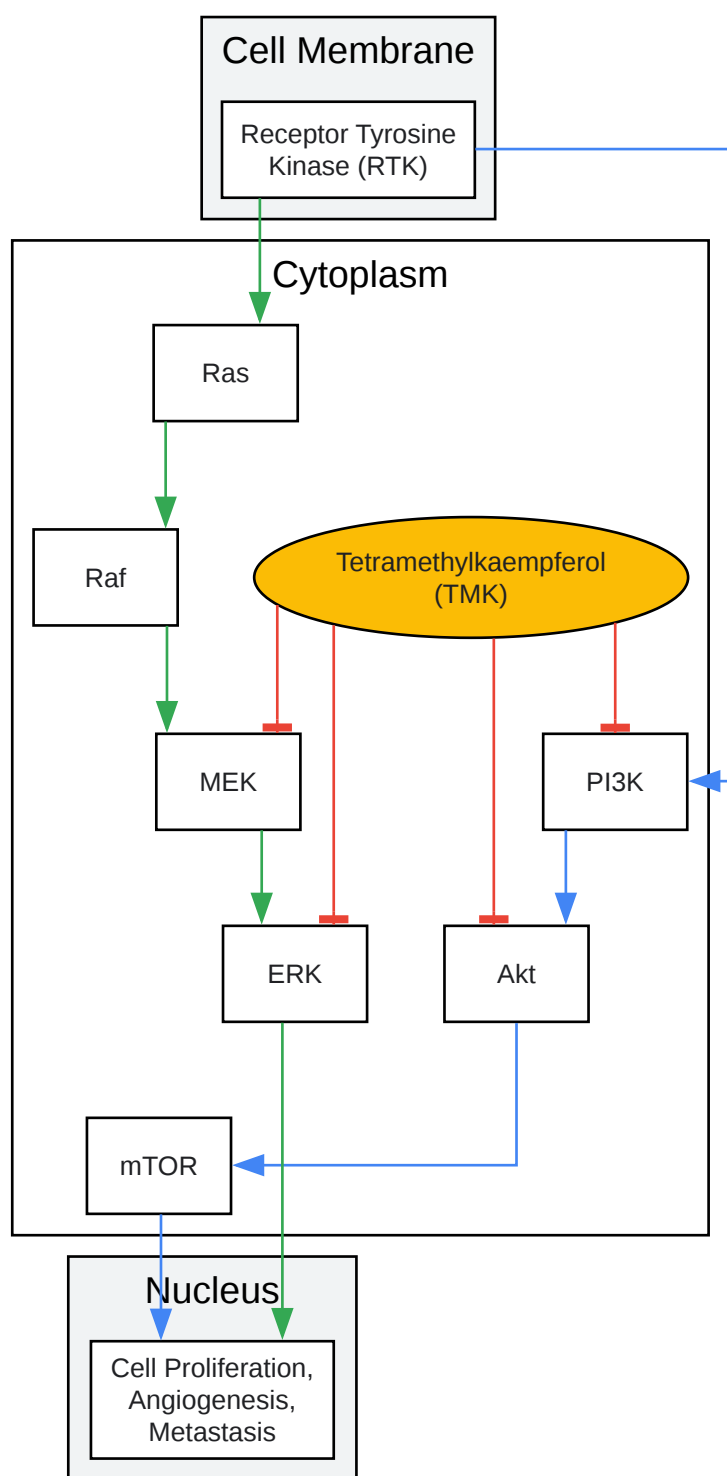 Cell Membrane
Receptor Tyrosine
Kinase (RTK)
Cytoplasm
Ras
Raf
Tetramethylkaempferol
(TMK)
MEK
PI3K
ERK
Akt
mTOR
Nucleus
Cell Proliferation,
Angiogenesis,
Metastasis